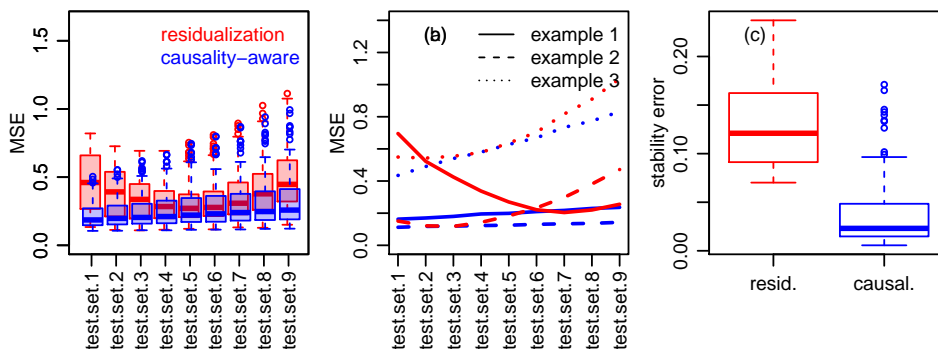 MSE
0.0
0.5
1.0
1.5
residualization
causality−aware
test.set.1
test.set.2
test.set.3
test.set.4
test.set.5
test.set.6
test.set.7
test.set.8
test.set.9
MSE
0.0
0.4
0.8
1.2
example 1
example 2
example 3
test.set.1
test.set.2
test.set.3
test.set.4
test.set.5
test.set.6
test.set.7
test.set.8
test.set.9
(c)
stability error
0.00
0.10
0.20
resid.
causal.